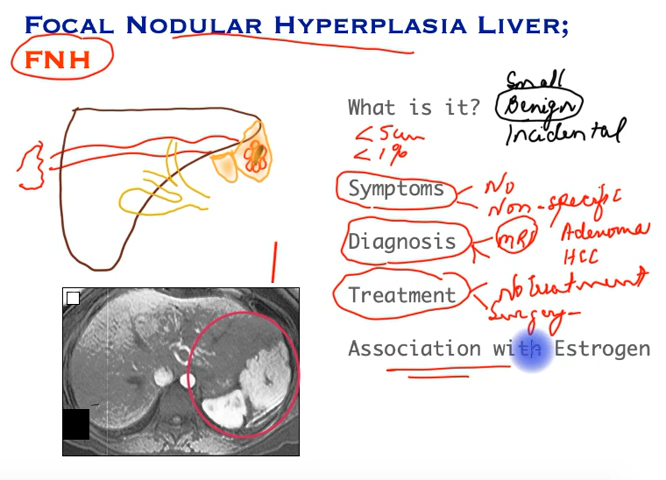 FOCAL NODULAR HYPERPLASIA LIVER;
FNH
What is it?
Small
Benign
Incidental
<5cm
<1%
Symptoms
No
Non-specific
Diagnosis
MRI
Adenoma
HCC
Treatment
No Treatment
Surgery
Association with Estrogen